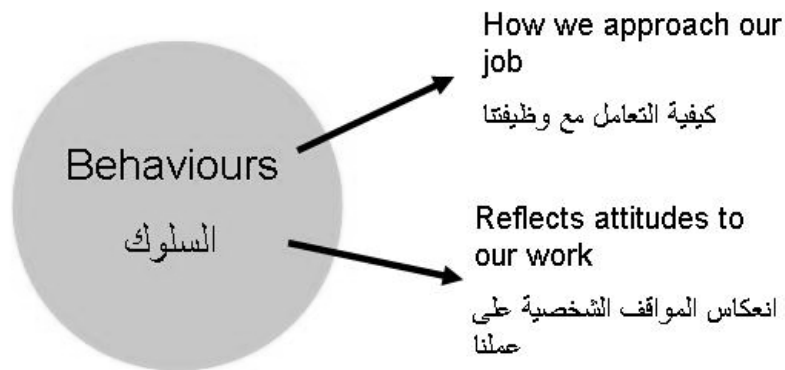 Behaviours
السلوك
How we approach our
job
كيفية التعامل مع وظيفتنا
Reflects attitudes to
our work
انعكاس المواقف الشخصية على
عملنا